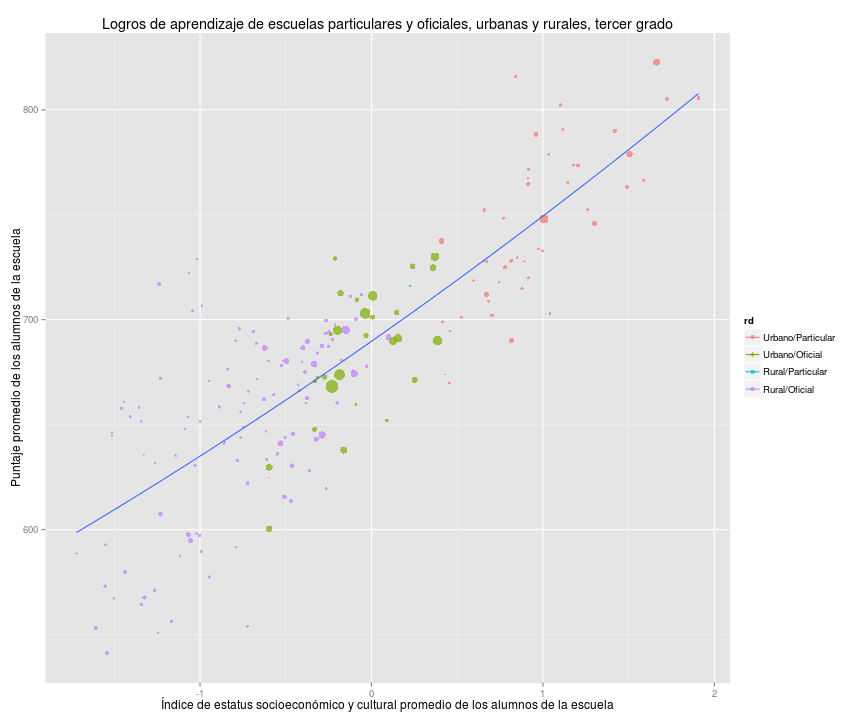 Logros de aprendizaje de escuelas particulares y oficiales, urbanas y rurales, tercer grado
Puntaje promedio de los alumnos de la escuela
800
700
600
-1
0
1
2
Índice de estatus socioeconómico y cultural promedio de los alumnos de la escuela
rd
Urbano/Particular
Urbano/Oficial
Rural/Particular
Rural/Oficial